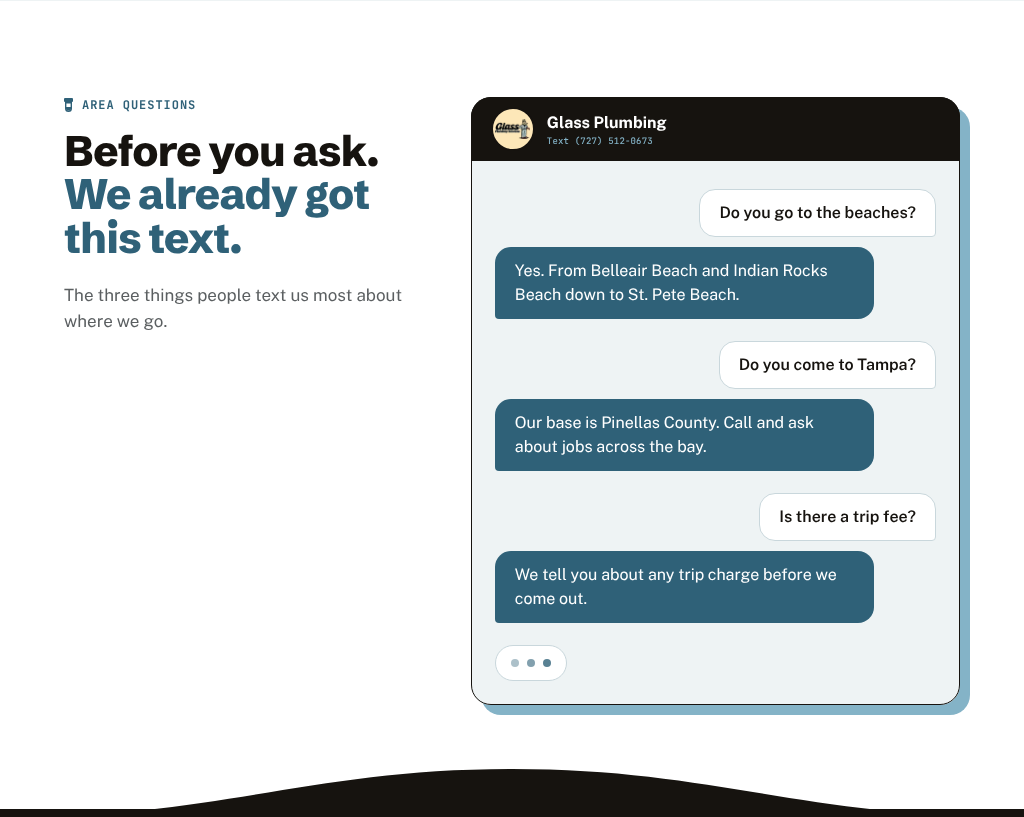 AREA QUESTIONS
Before you ask.
We already got
this text.
The three things people text us most about
where we go.
Glass
Glass Plumbing
Text (727) 512-0673
Do you go to the beaches?
Yes. From Belleair Beach and Indian Rocks
Beach down to St. Pete Beach.
Do you come to Tampa?
Our base is Pinellas County. Call and ask
about jobs across the bay.
Is there a trip fee?
We tell you about any trip charge before we
come out.